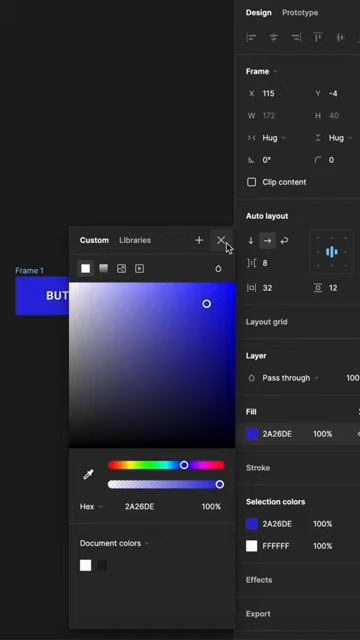 Design Prototype
Frame
X 115 Y -4
W 172 H 40
Hug Hug
0° 0
Clip content
Auto layout
8
32 12
Layout grid
Layer
Pass through 100
Fill
2A26DE 100%
Stroke
Selection colors
2A26DE 100%
FFFFFF 100%
Effects
Export
Custom Libraries
Frame 1
BUT
Hex 2A26DE 100%
Document colors